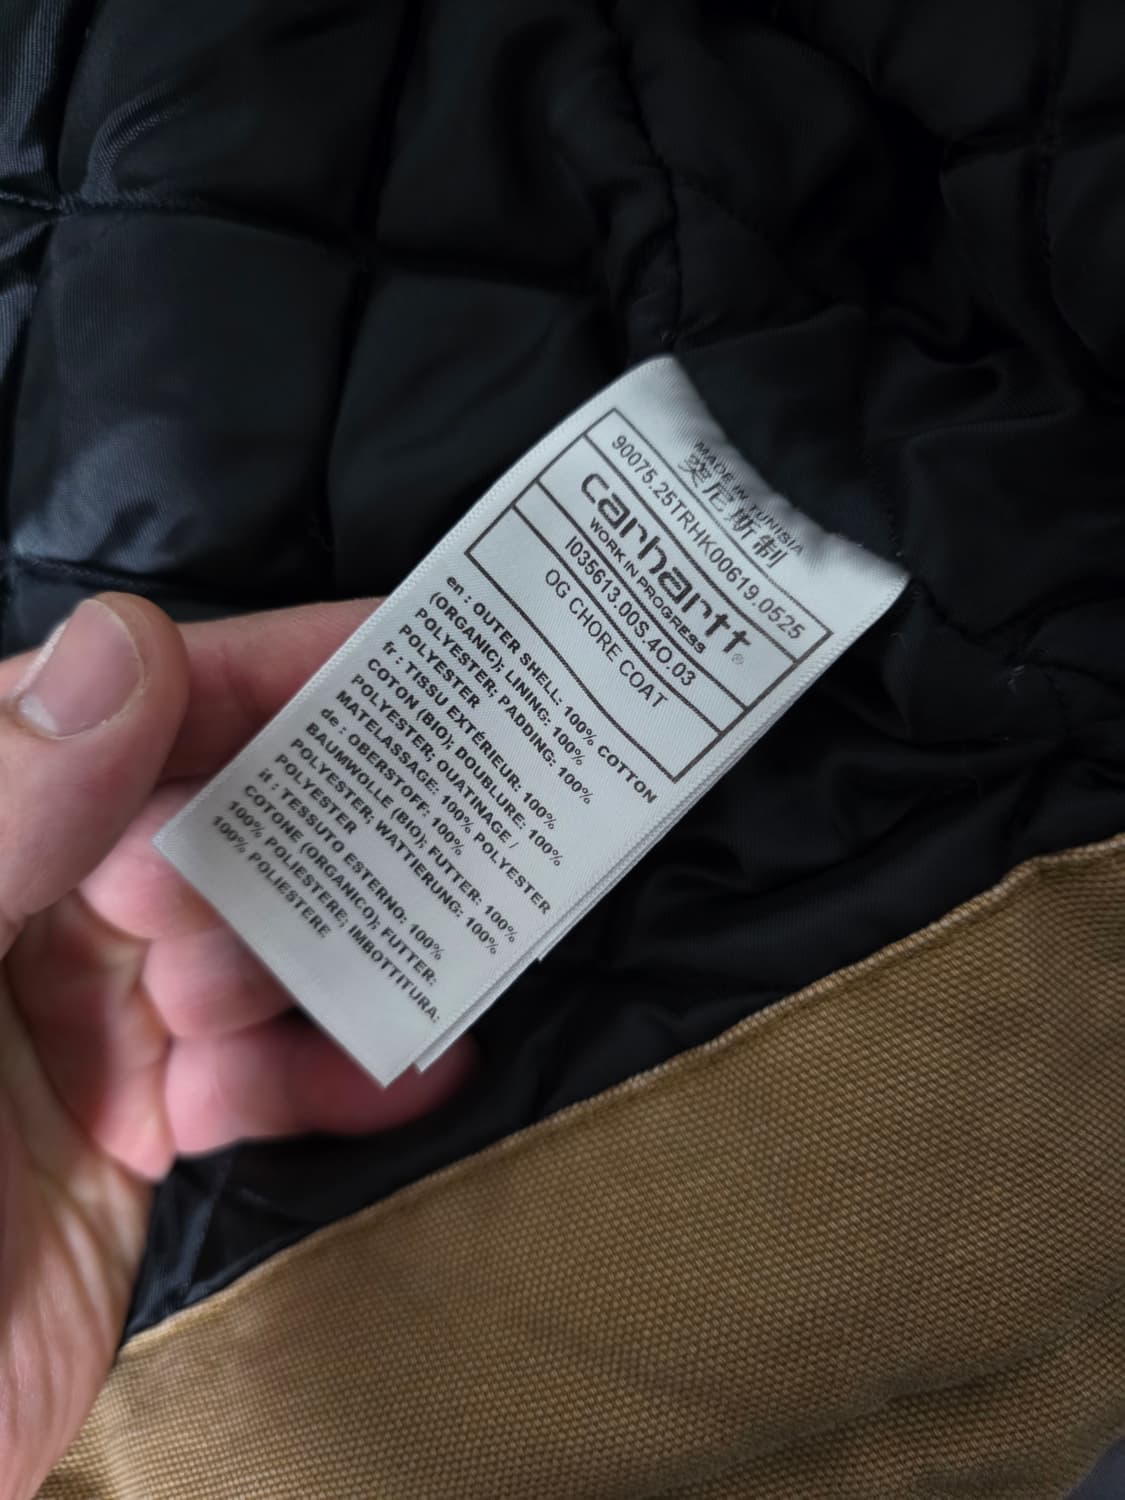 MADE IN TUNISIA
突尼斯制
90075.25TRHK00619.0525
carhartt®
WORK IN PROGRESS
I035613.00S.4O.03
OG CHORE COAT
en : OUTER SHELL: 100% COTTON
(ORGANIC); LINING: 100%
POLYESTER; PADDING: 100%
POLYESTER
fr : TISSU EXTÉRIEUR: 100%
COTON (BIO); DOUBLURE: 100%
POLYESTER; OUATINAGE /
MATELASSAGE: 100% POLYESTER
de : OBERSTOFF: 100%
BAUMWOLLE (BIO); FUTTER: 100%
POLYESTER; WATTIERUNG: 100%
POLYESTER
it : TESSUTO ESTERNO: 100%
COTONE (ORGANICO); FUTTER:
100% POLIESTERE; IMBOTTITURA:
100% POLIESTERE